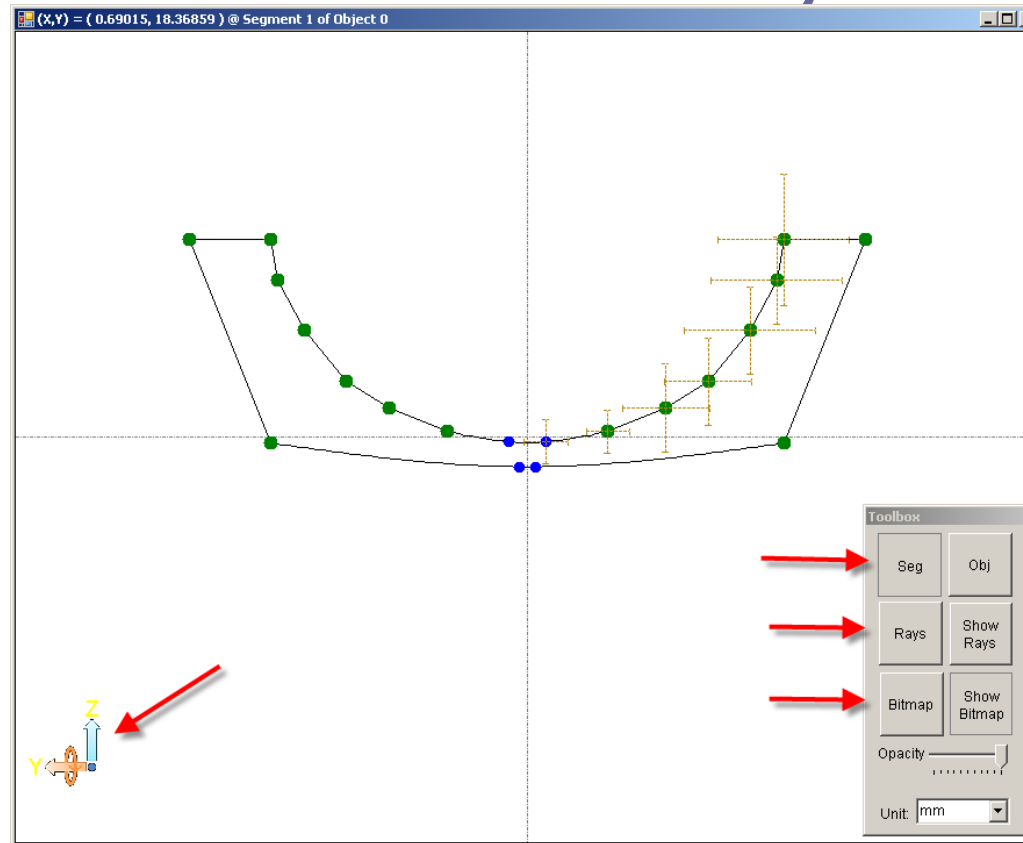 (X,Y) = ( 0.69015, 18.36859 ) @ Segment 1 of Object 0
Toolbox
Seg
Obj
Rays
Show
Rays
Bitmap
Show
Bitmap
Opacity
Unit: mm
Z
Y